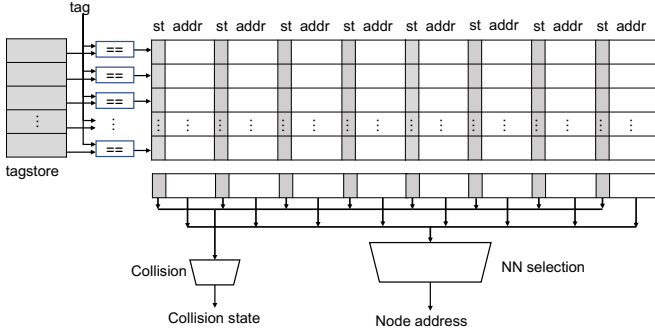 tag
st addr st addr st addr st addr st addr st addr st addr st addr
==
==
==
⋮ ⋮ ⋮ ⋮ ⋮ ⋮ ⋮ ⋮ ⋮ ⋮ ⋮ ⋮ ⋮ ⋮ ⋮ ⋮ ⋮ ⋮
==
tagstore
Collision
NN selection
Collision state
Node address